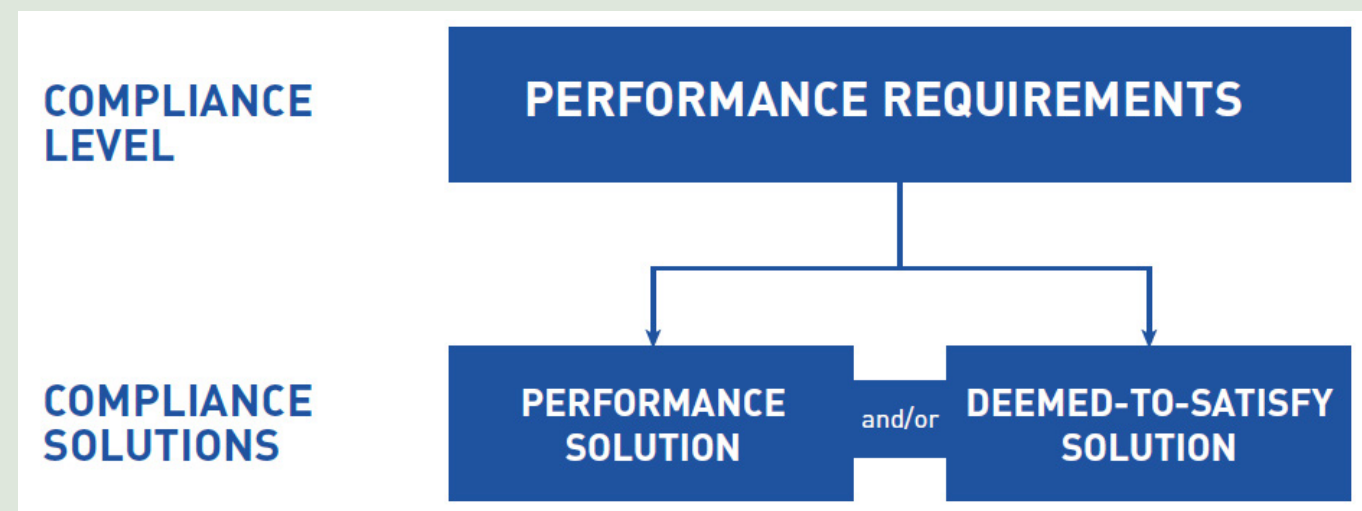 COMPLIANCE
LEVEL
PERFORMANCE REQUIREMENTS
COMPLIANCE
SOLUTIONS
PERFORMANCE
SOLUTION
and/or
DEEMED-TO-SATISFY
SOLUTION